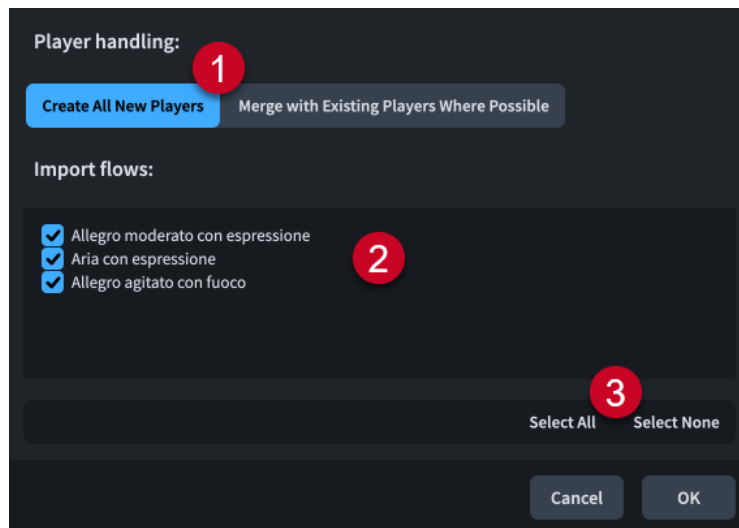 Player handling:
1
Create All New Players Merge with Existing Players Where Possible
Import flows:
Allegro moderato con espressione
Aria con espressione
2
Allegro agitato con fuoco
3
Select All Select None
Cancel OK